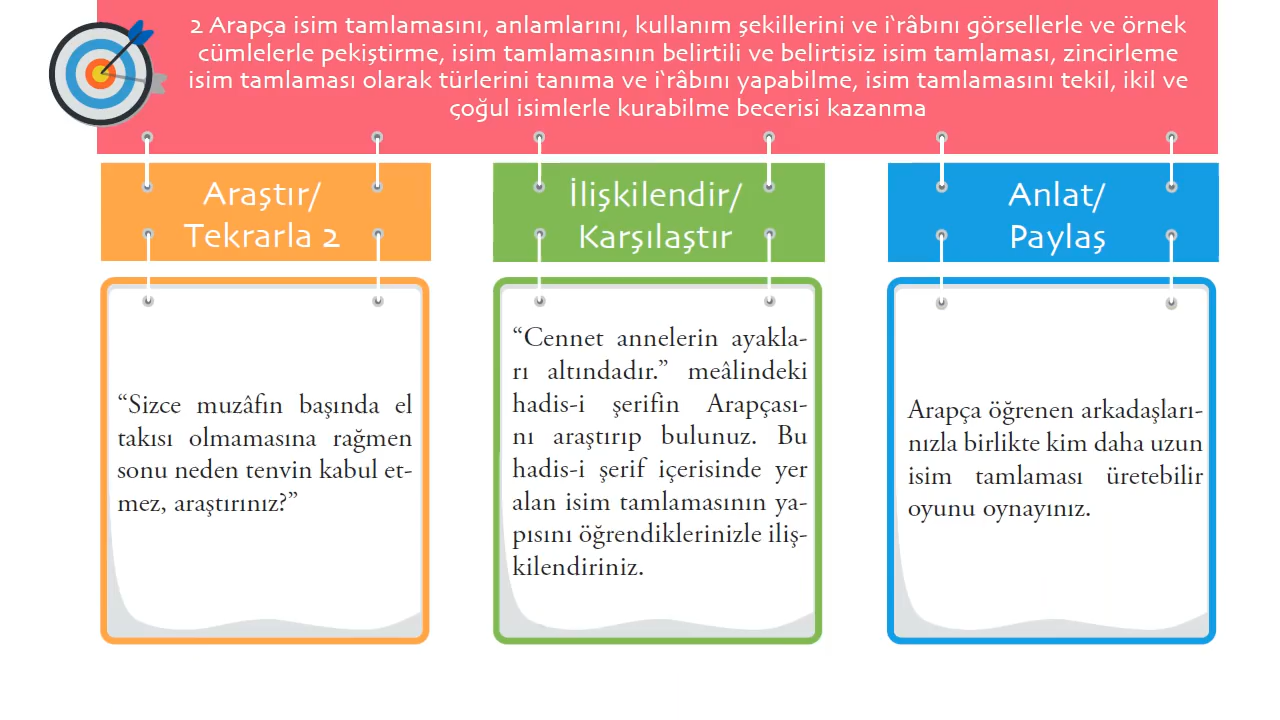 2 Arapça isim tamlamasını, anlamlarını, kullanım şekillerini ve i‘râbını görsellerle ve örnek
cümlelerle pekiştirme, isim tamlamasının belirtili ve belirtisiz isim tamlaması, zincirleme
isim tamlaması olarak türlerini tanıma ve i‘râbını yapabilme, isim tamlamasını tekil, ikil ve
çoğul isimlerle kurabilme becerisi kazanma
Araştır/
Tekrarla 2
“Sizce muzâfın başında el
takısı olmamasına rağmen
sonu neden tenvin kabul et-
mez, araştırınız?”
İlişkilendir/
Karşılaştır
“Cennet annelerin ayakla-
rı altındadır.” meâlindeki
hadis-i şerifin Arapçası-
nı araştırıp bulunuz. Bu
hadis-i şerif içerisinde yer
alan isim tamlamasının ya-
pısını öğrendiklerinizle iliş-
kilendiriniz.
Anlat/
Paylaş
Arapça öğrenen arkadaşları-
nızla birlikte kim daha uzun
isim tamlaması üretebilir
oyunu oynayınız.